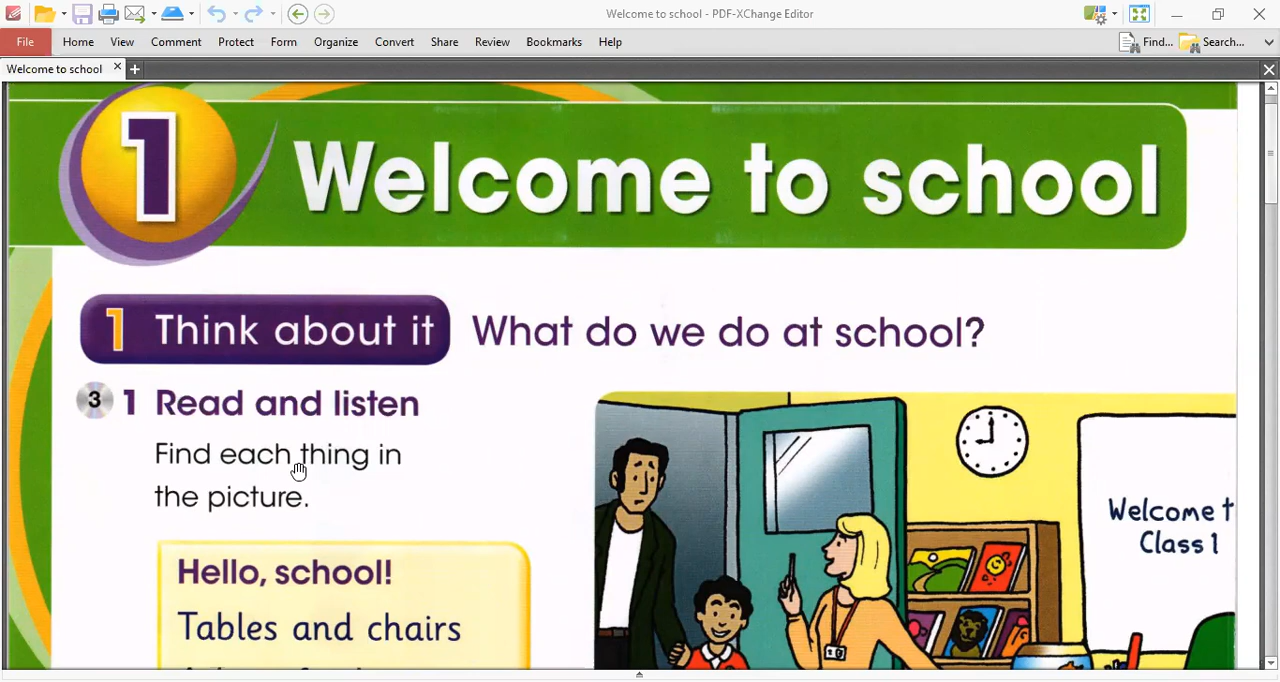 Welcome to school - PDF-XChange Editor
File Home View Comment Protect Form Organize Convert Share Review Bookmarks Help Find... Search...
Welcome to school
1 Welcome to school
1 Think about it What do we do at school?
3 1 Read and listen
Find each thing in
the picture.
Hello, school!
Tables and chairs
Welcome t
Class 1